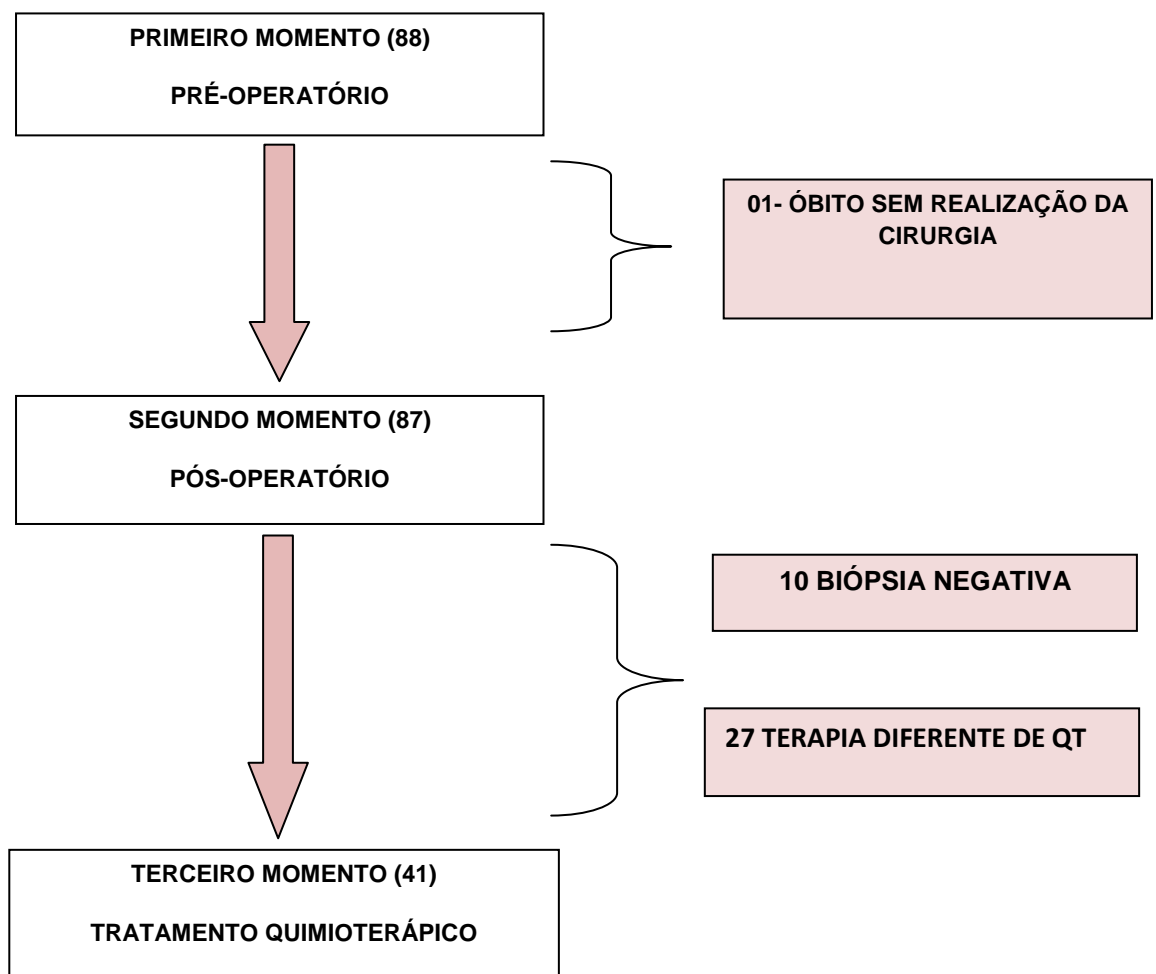 PRIMEIRO MOMENTO (88)
PRÉ-OPERATÓRIO
01- ÓBITO SEM REALIZAÇÃO DA
CIRURGIA
SEGUNDO MOMENTO (87)
PÓS-OPERATÓRIO
10 BIÓPSIA NEGATIVA
27 TERAPIA DIFERENTE DE QT
TERCEIRO MOMENTO (41)
TRATAMENTO QUIMIOTERÁPICO